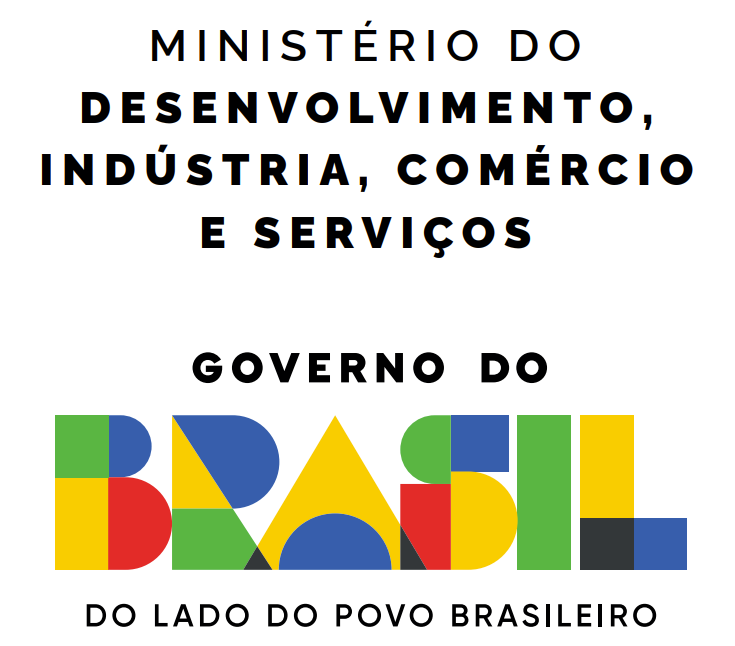 MINISTÉRIO DO
DESENVOLVIMENTO,
INDÚSTRIA, COMÉRCIO
E SERVIÇOS
GOVERNO DO
BRASIL
DO LADO DO POVO BRASILEIRO